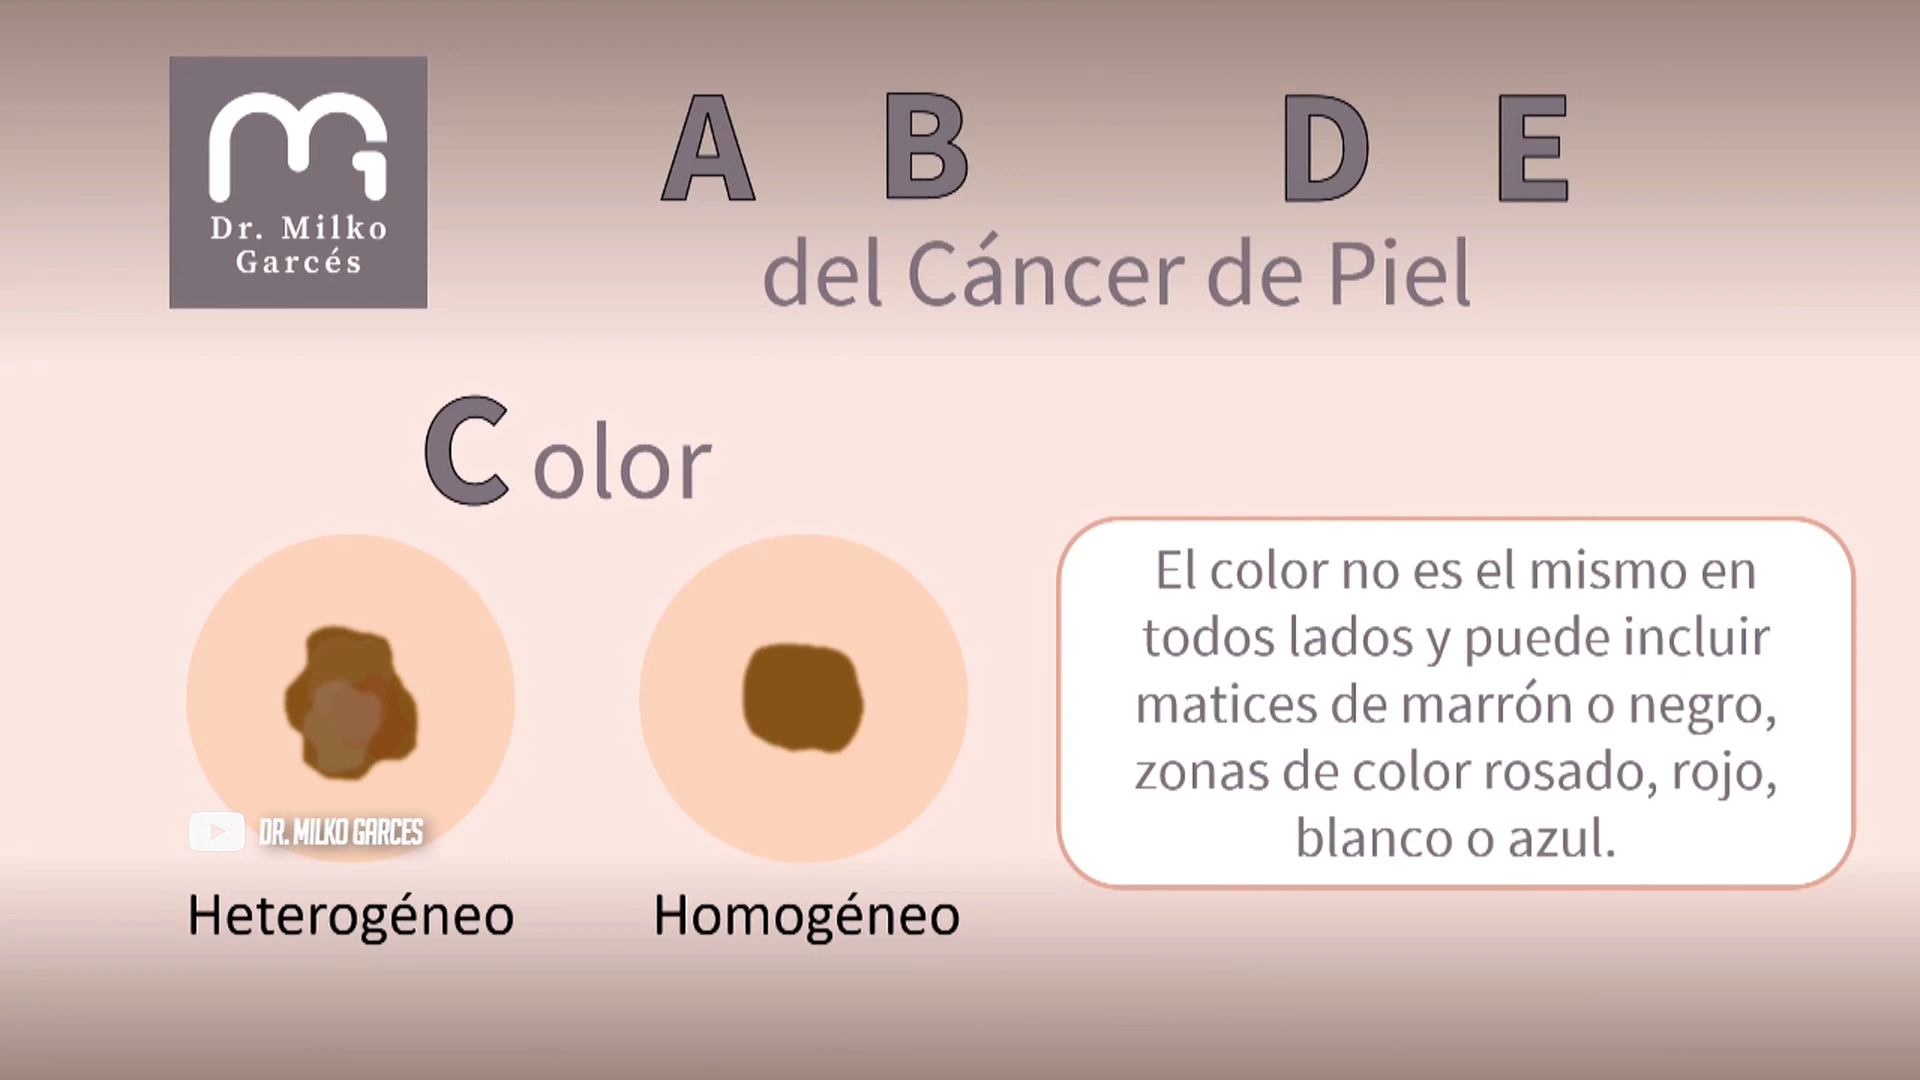 Dr. Milko
Garcés
A B D E
del Cáncer de Piel
C olor
El color no es el mismo en
todos lados y puede incluir
matices de marrón o negro,
zonas de color rosado, rojo,
blanco o azul.
DR. MILKO GARCES
Heterogéneo
Homogéneo